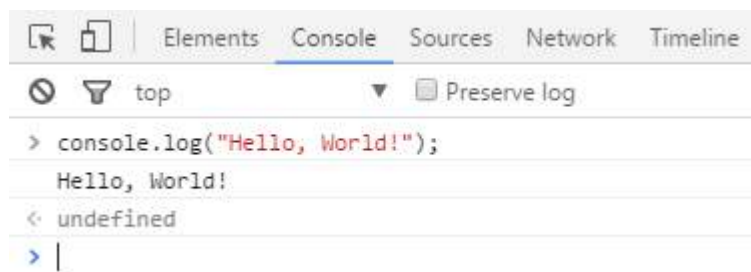 Elements Console Sources Network Timeline
top ▼ Preserve log
> console.log("Hello, World!");
Hello, World!
<· undefined
>